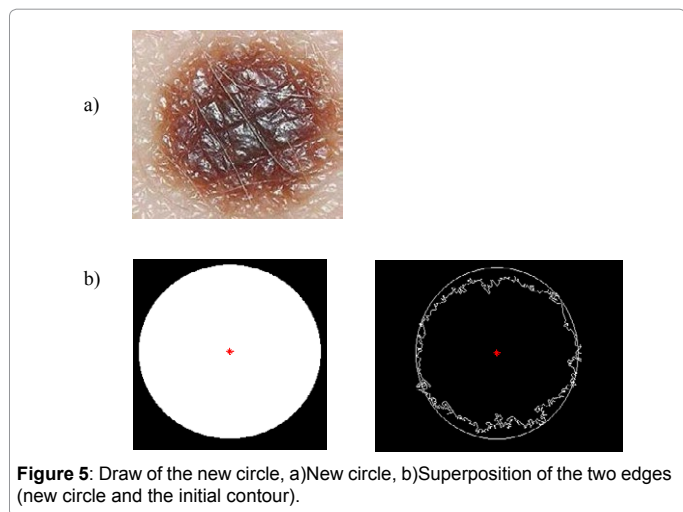 a)
b)
Figure 5: Draw of the new circle, a)New circle, b)Superposition of the two edges
(new circle and the initial contour).